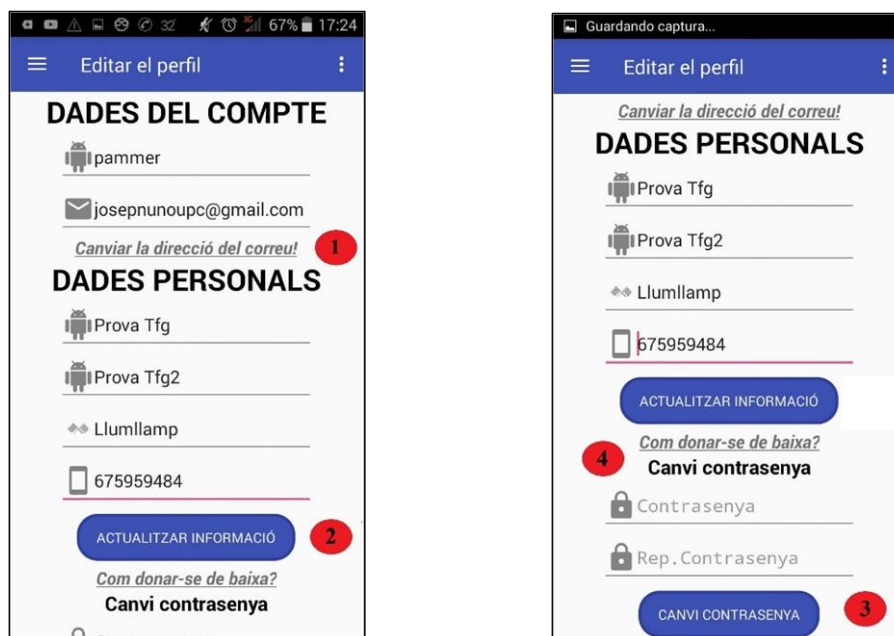 32 67% 17:24
Editar el perfil
DADES DEL COMPTE
pammer
josepnunoupc@gmail.com
Canviar la direcció del correu!
1
DADES PERSONALS
Prova Tfg
Prova Tfg2
Llumllamp
675959484
ACTUALITZAR INFORMACIÓ
2
Com donar-se de baixa?
Canvi contrasenya
Guardando captura...
Editar el perfil
Canviar la direcció del correu!
DADES PERSONALS
Prova Tfg
Prova Tfg2
Llumllamp
675959484
ACTUALITZAR INFORMACIÓ
Com donar-se de baixa?
4
Canvi contrasenya
Contrasenya
Rep.Contrasenya
CANVI CONTRASENYA
3